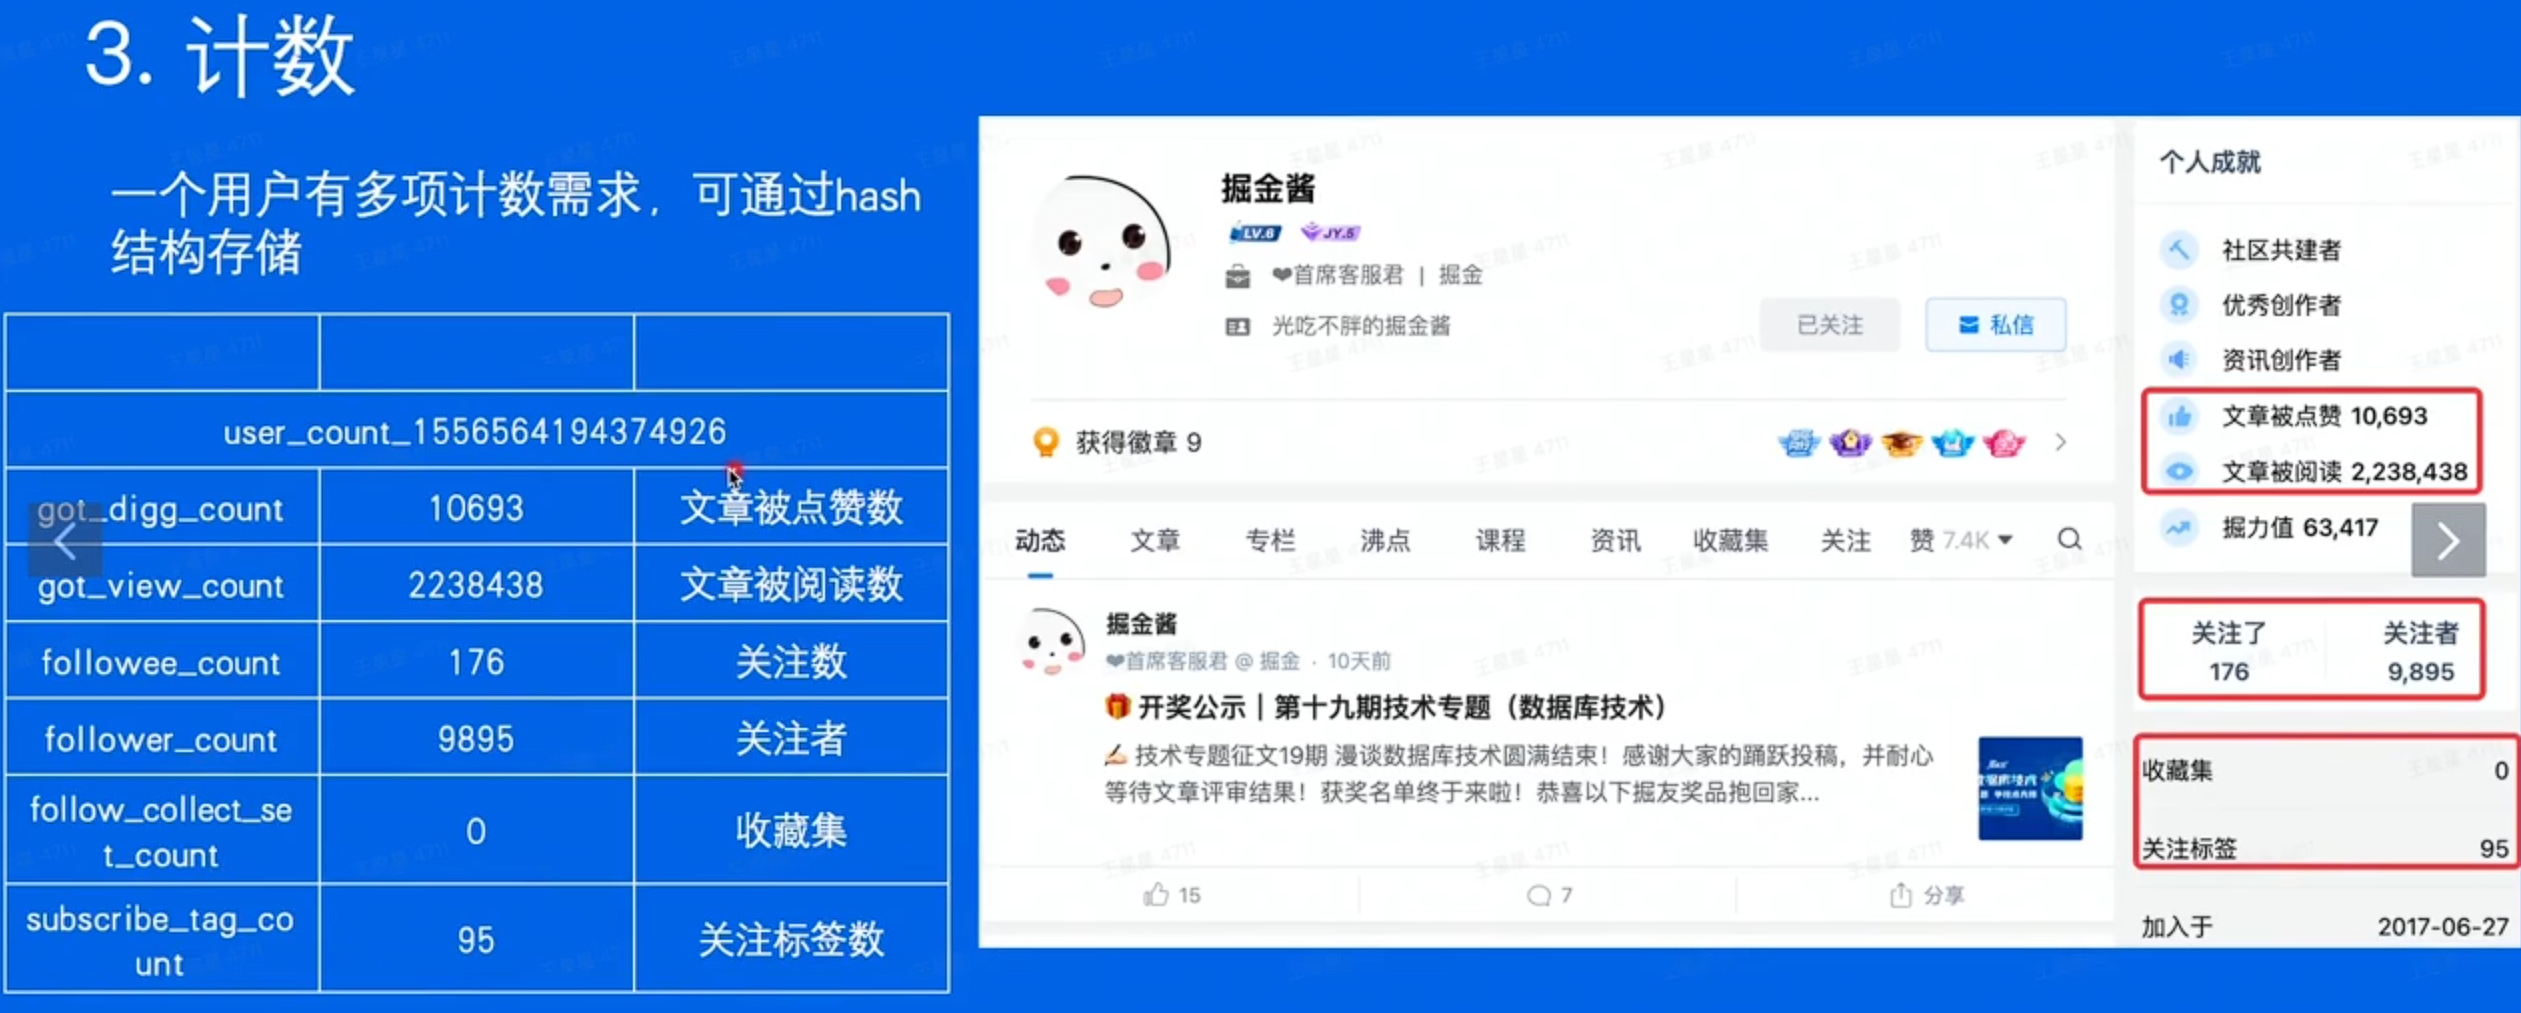 3. 计数
一个用户有多项计数需求，可通过hash
结构存储
user_count_1556564194374926
got_digg_count 10693 文章被点赞数
got_view_count 2238438 文章被阅读数
followee_count 176 关注数
follower_count 9895 关注者
follow_collect_se
t_count 0 收藏集
subscribe_tag_co
unt 95 关注标签数
掘金酱
LV.6 JY.5
❤首席客服君 | 掘金
光吃不胖的掘金酱
已关注 私信
获得徽章 9
动态 文章 专栏 沸点 课程 资讯 收藏集 关注 赞 7.4K
掘金酱
❤首席客服君 @ 掘金 · 10天前
🎁 开奖公示｜第十九期技术专题（数据库技术）
✍🏻 技术专题征文19期 漫谈数据库技术圆满结束！感谢大家的踊跃投稿，并耐心
等待文章评审结果！获奖名单终于来啦！恭喜以下掘友奖品抱回家...
15 7 分享
个人成就
社区共建者
优秀创作者
资讯创作者
文章被点赞 10,693
文章被阅读 2,238,438
掘力值 63,417
关注了 关注者
176 9,895
收藏集 0
关注标签 95
加入于 2017-06-27
王星星 4711